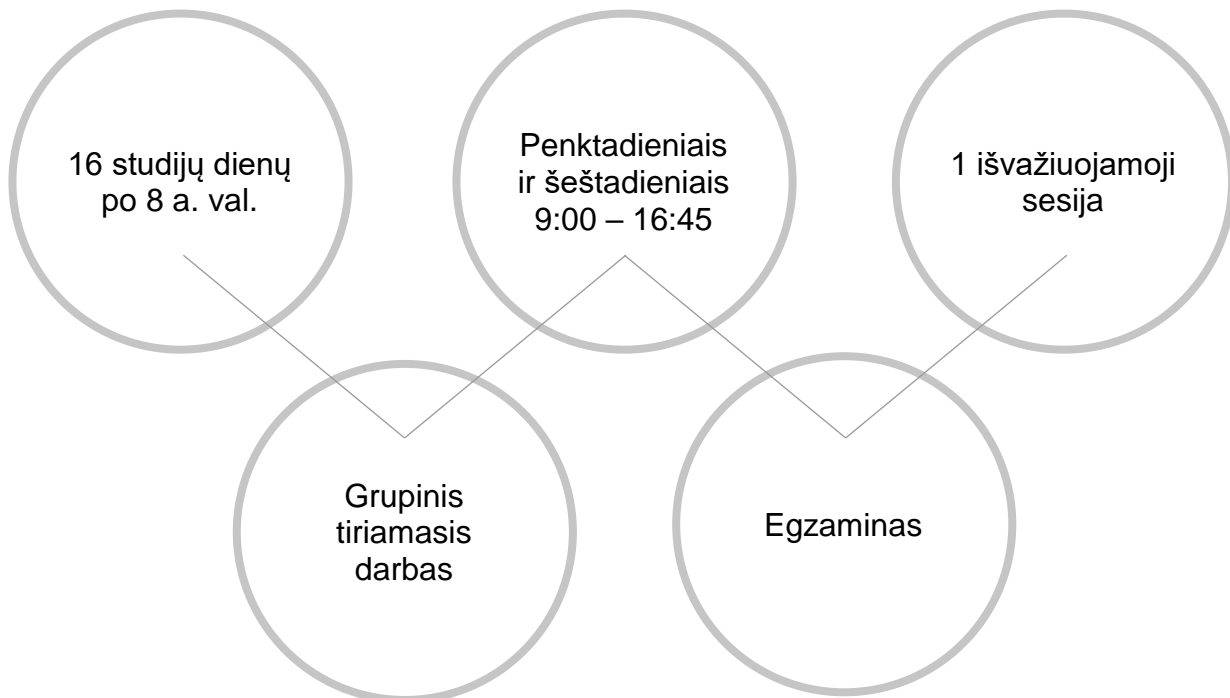 16 studijų dienų
po 8 a. val.
Penktadieniais
ir šeštadieniais
9:00 – 16:45
1 išvažiuojamoji
sesija
Grupinis
tiriamasis
darbas
Egzaminas